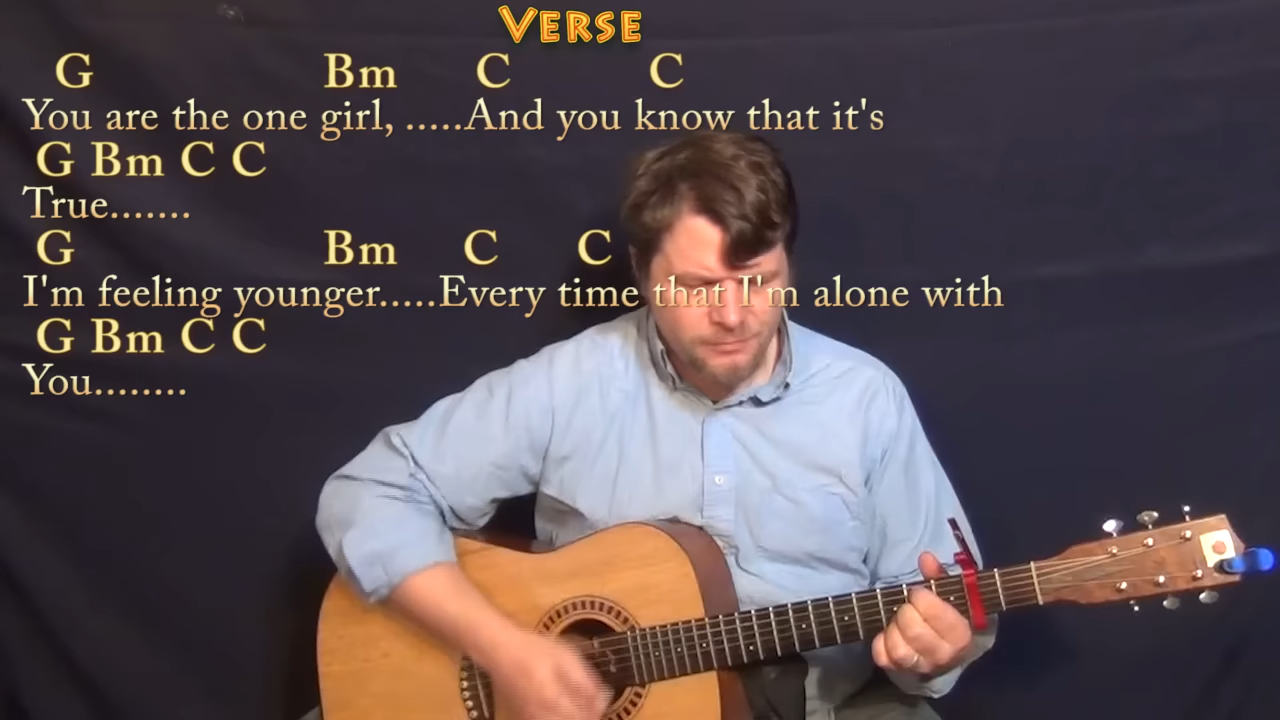 VERSE
G Bm C C
You are the one girl, .....And you know that it's
G Bm C C
True.......
G Bm C C
I'm feeling younger.....Every time that I'm alone with
G Bm C C
You........